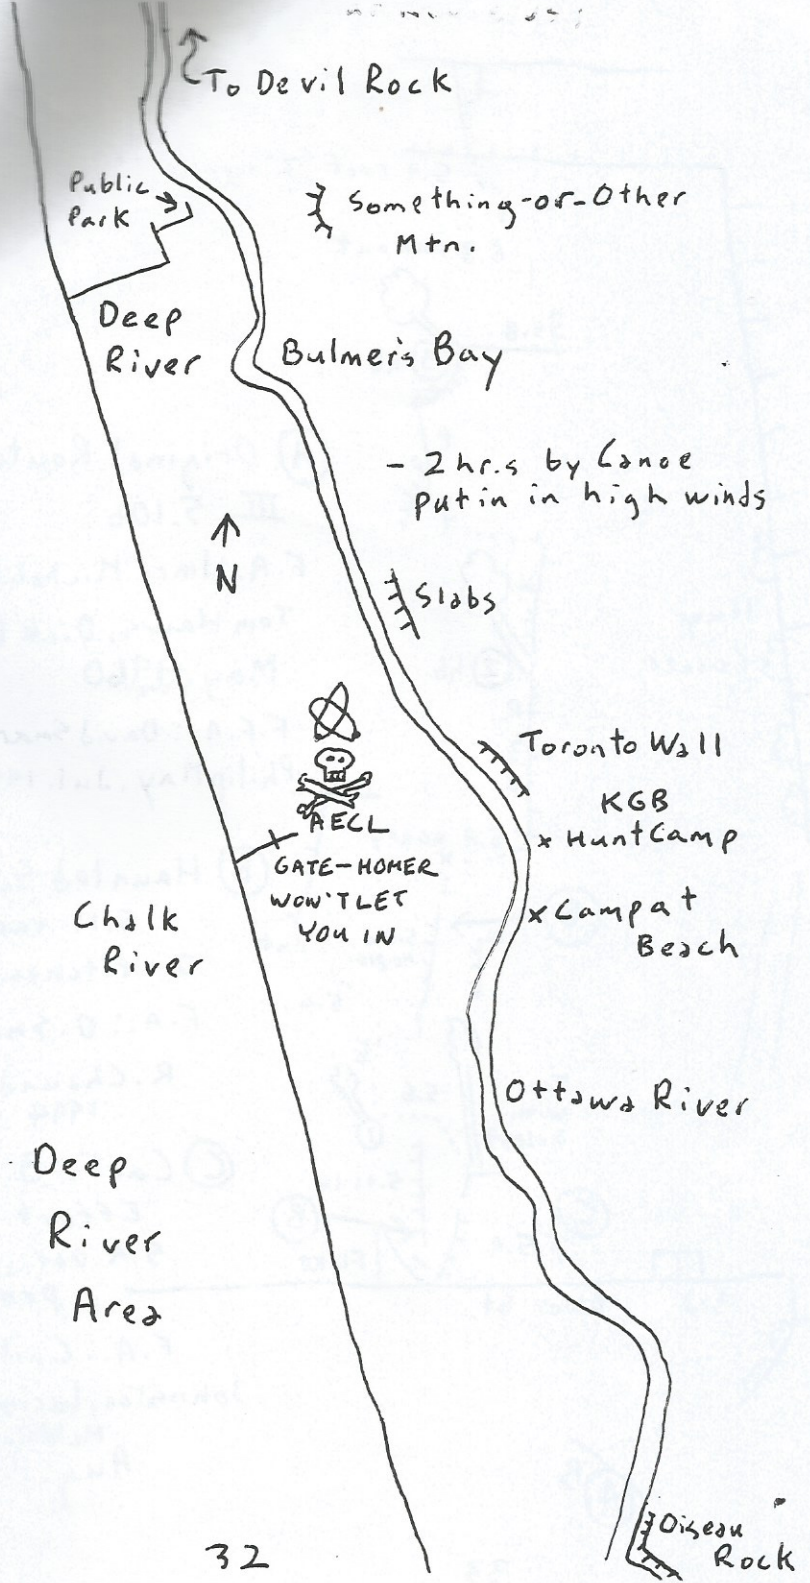 To Devil Rock
Public
Park
Something-or-Other
Mtn.
Deep
River
Bulmer's Bay
- 2 hr.s by Canoe
put in in high winds
N
Slabs
Toronto Wall
KGB
x Hunt Camp
AECL
GATE-HOMER
WON'T LET
YOU IN
x Camp at
Beach
Chalk
River
Ottawa River
Deep
River
Area
Oiseau
Rock
32